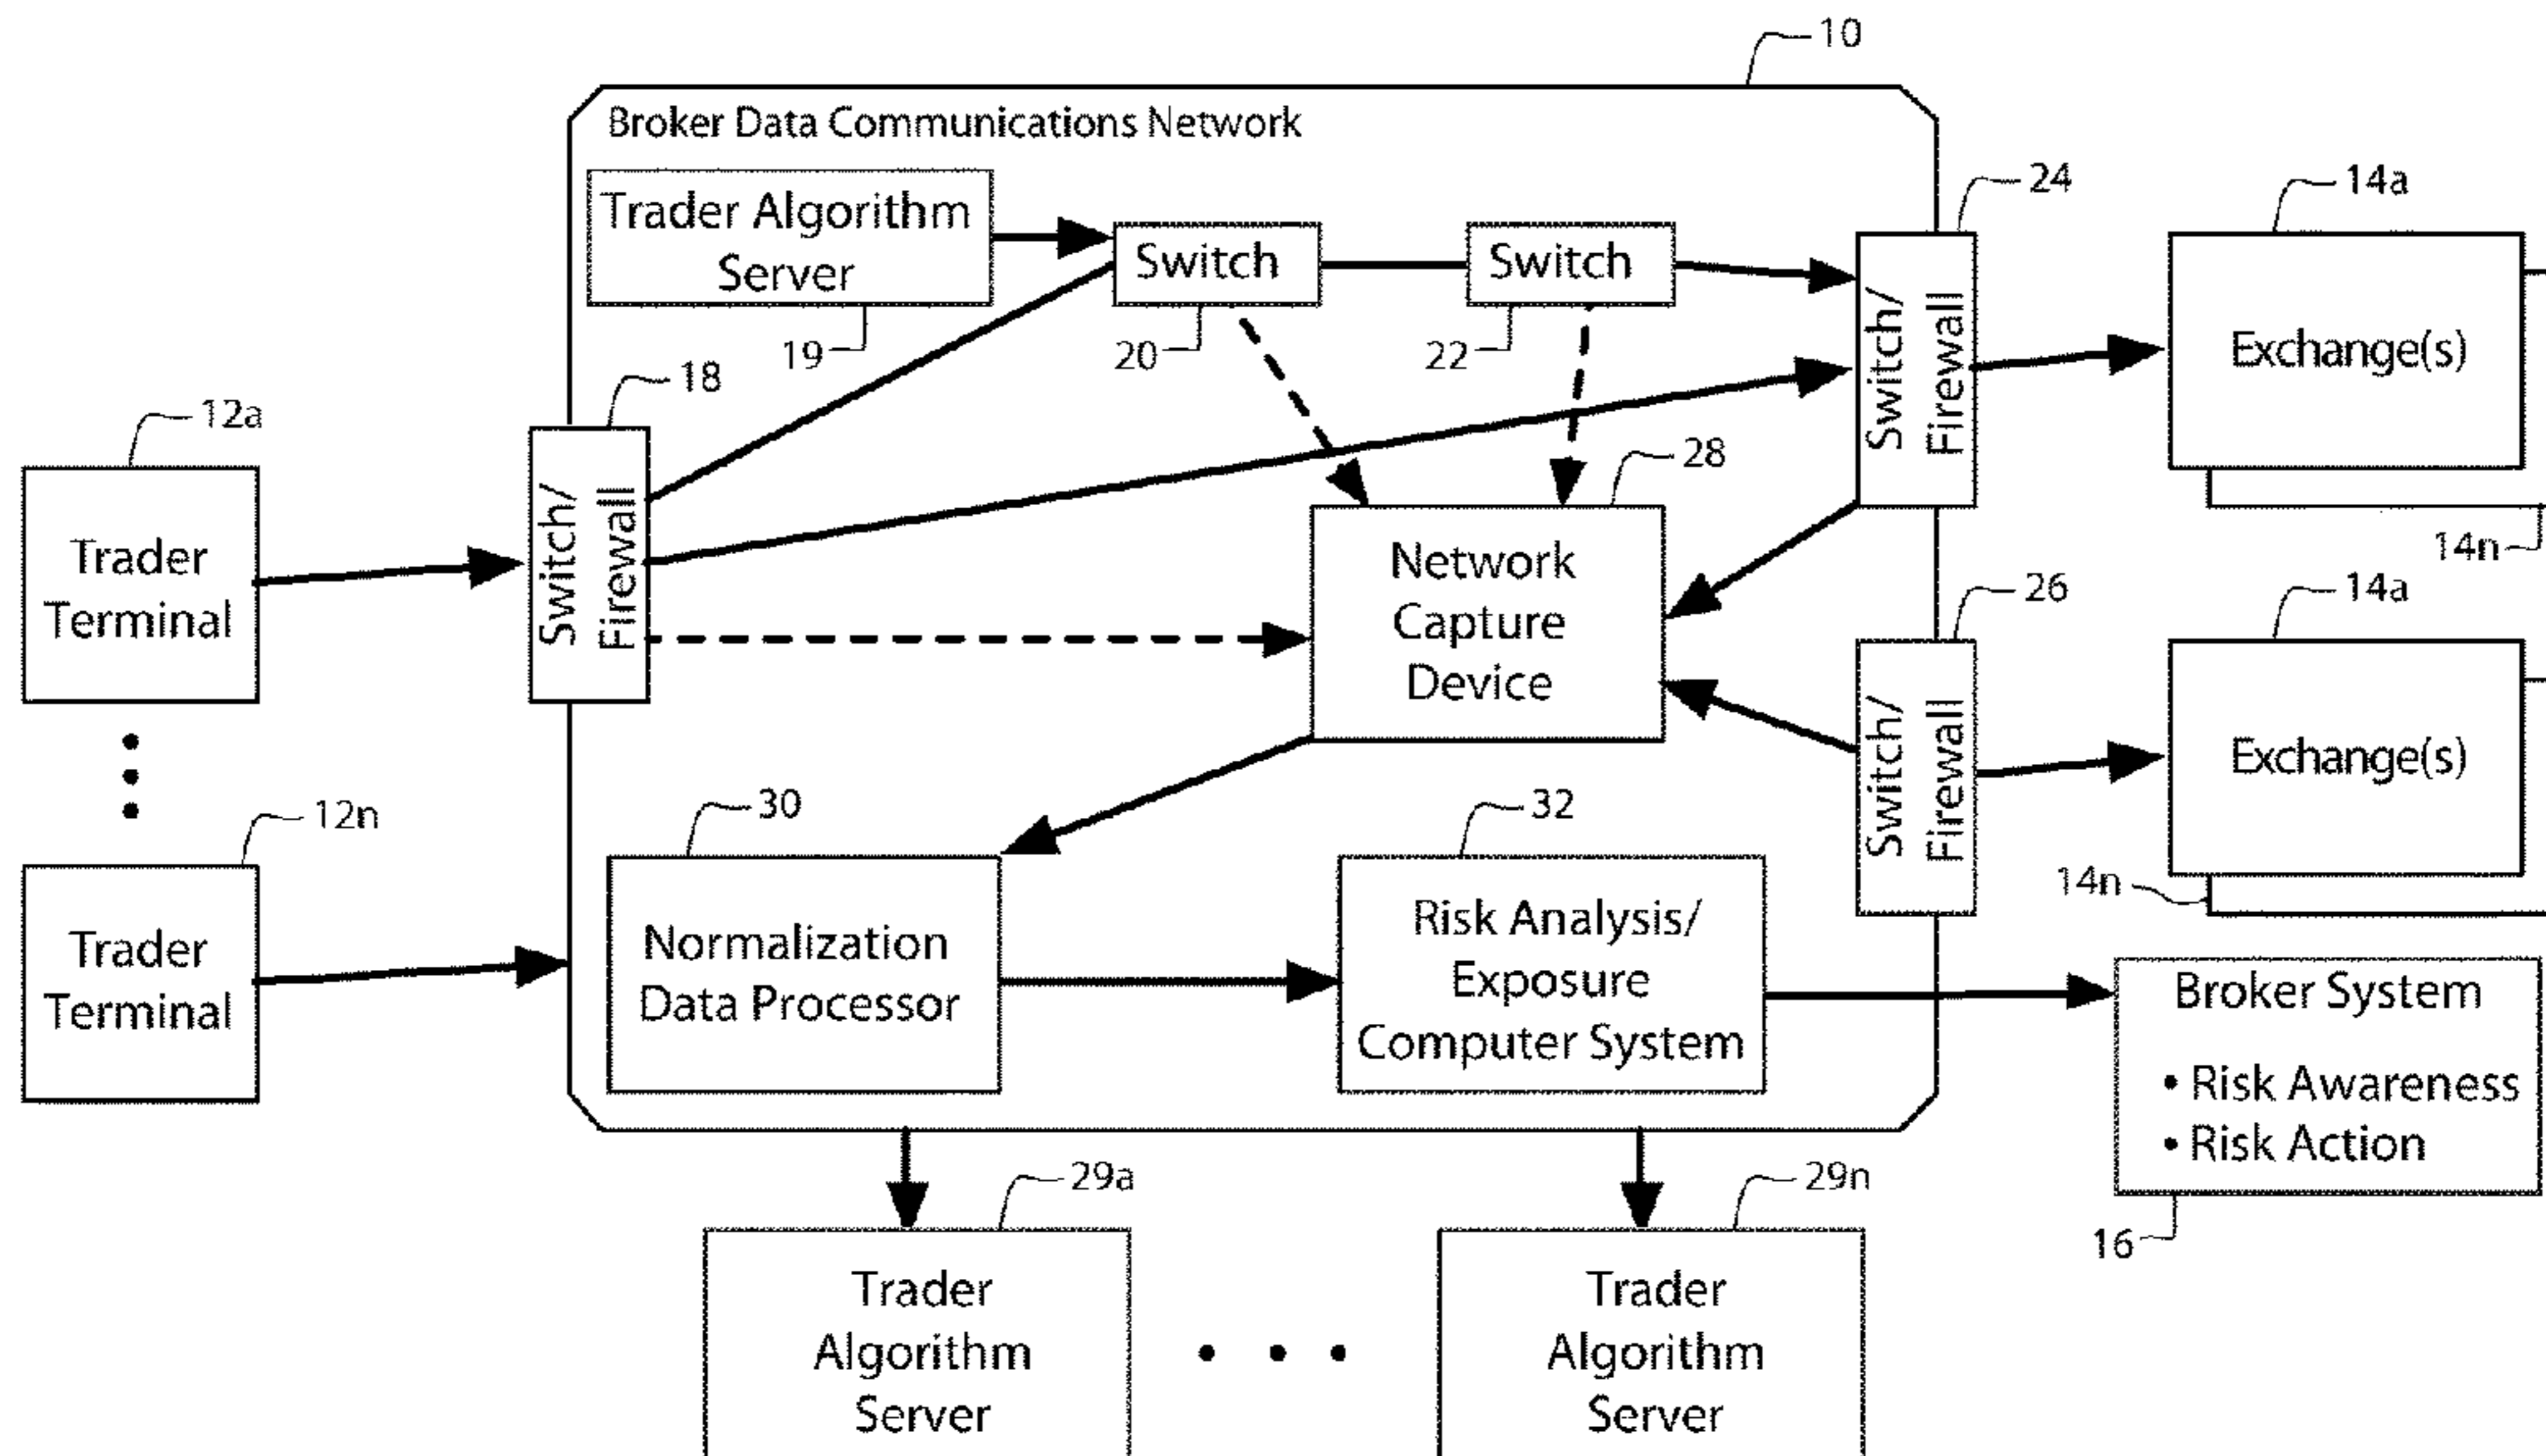 10
Broker Data Communications Network
Trader Algorithm
Server
19
Switch
20
Switch
22
24
Switch/
Firewall
14a
Exchange(s)
14n
12a
Trader
Terminal
18
Switch/
Firewall
28
Network
Capture
Device
26
Switch/
Firewall
14a
Exchange(s)
14n
12n
Trader
Terminal
30
Normalization
Data Processor
32
Risk Analysis/
Exposure
Computer System
Broker System
• Risk Awareness
• Risk Action
16
29a
Trader
Algorithm
Server
29n
Trader
Algorithm
Server